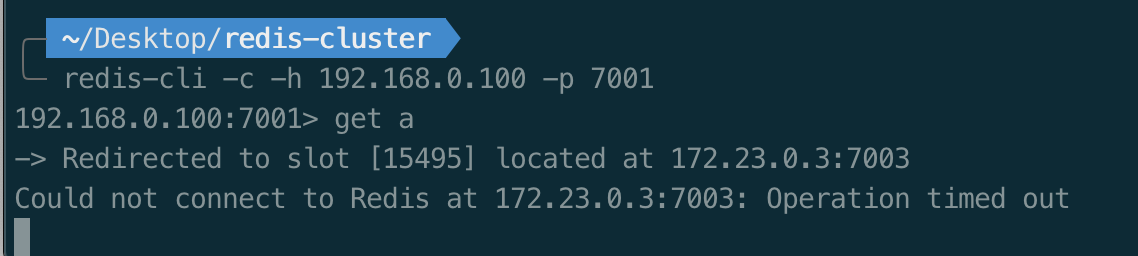 ~/Desktop/redis-cluster
redis-cli -c -h 192.168.0.100 -p 7001
192.168.0.100:7001> get a
-> Redirected to slot [15495] located at 172.23.0.3:7003
Could not connect to Redis at 172.23.0.3:7003: Operation timed out